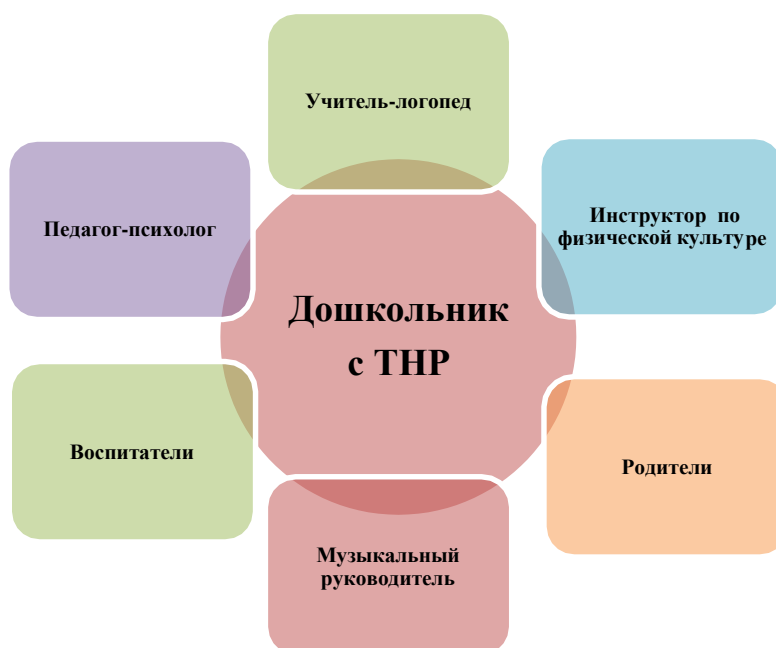 Учитель-логопед
Педагог-психолог
Инструктор по
физической культуре
Дошкольник
с ТНР
Воспитатели
Родители
Музыкальный
руководитель